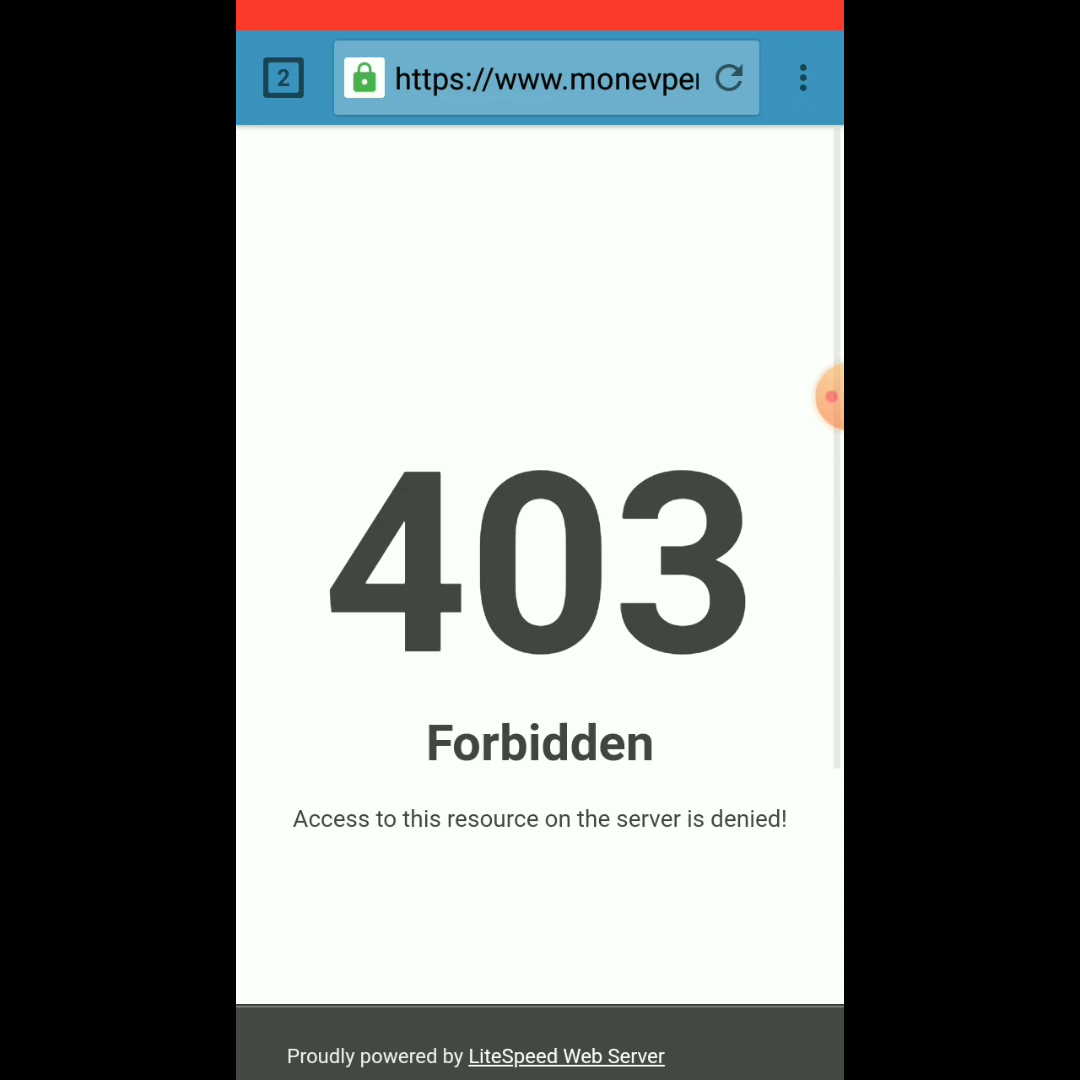 2
https://www.monevpe
403
Forbidden
Access to this resource on the server is denied!
Proudly powered by LiteSpeed Web Server